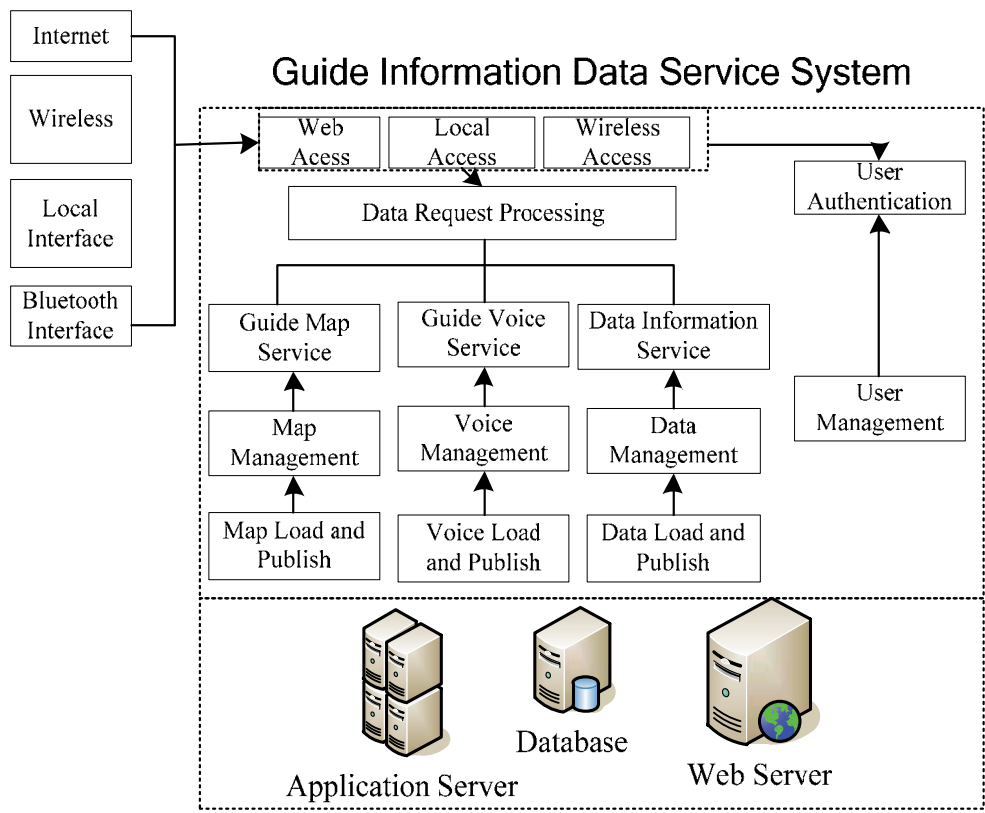 Internet
Wireless
Local
Interface
Bluetooth
Interface
Guide Information Data Service System
Web
Acess
Local
Access
Wireless
Access
User
Authentication
Data Request Processing
Guide Map
Service
Guide Voice
Service
Data Information
Service
User
Management
Map
Management
Voice
Management
Data
Management
Map Load and
Publish
Voice Load
and Publish
Data Load and
Publish
Application Server
Database
Web Server